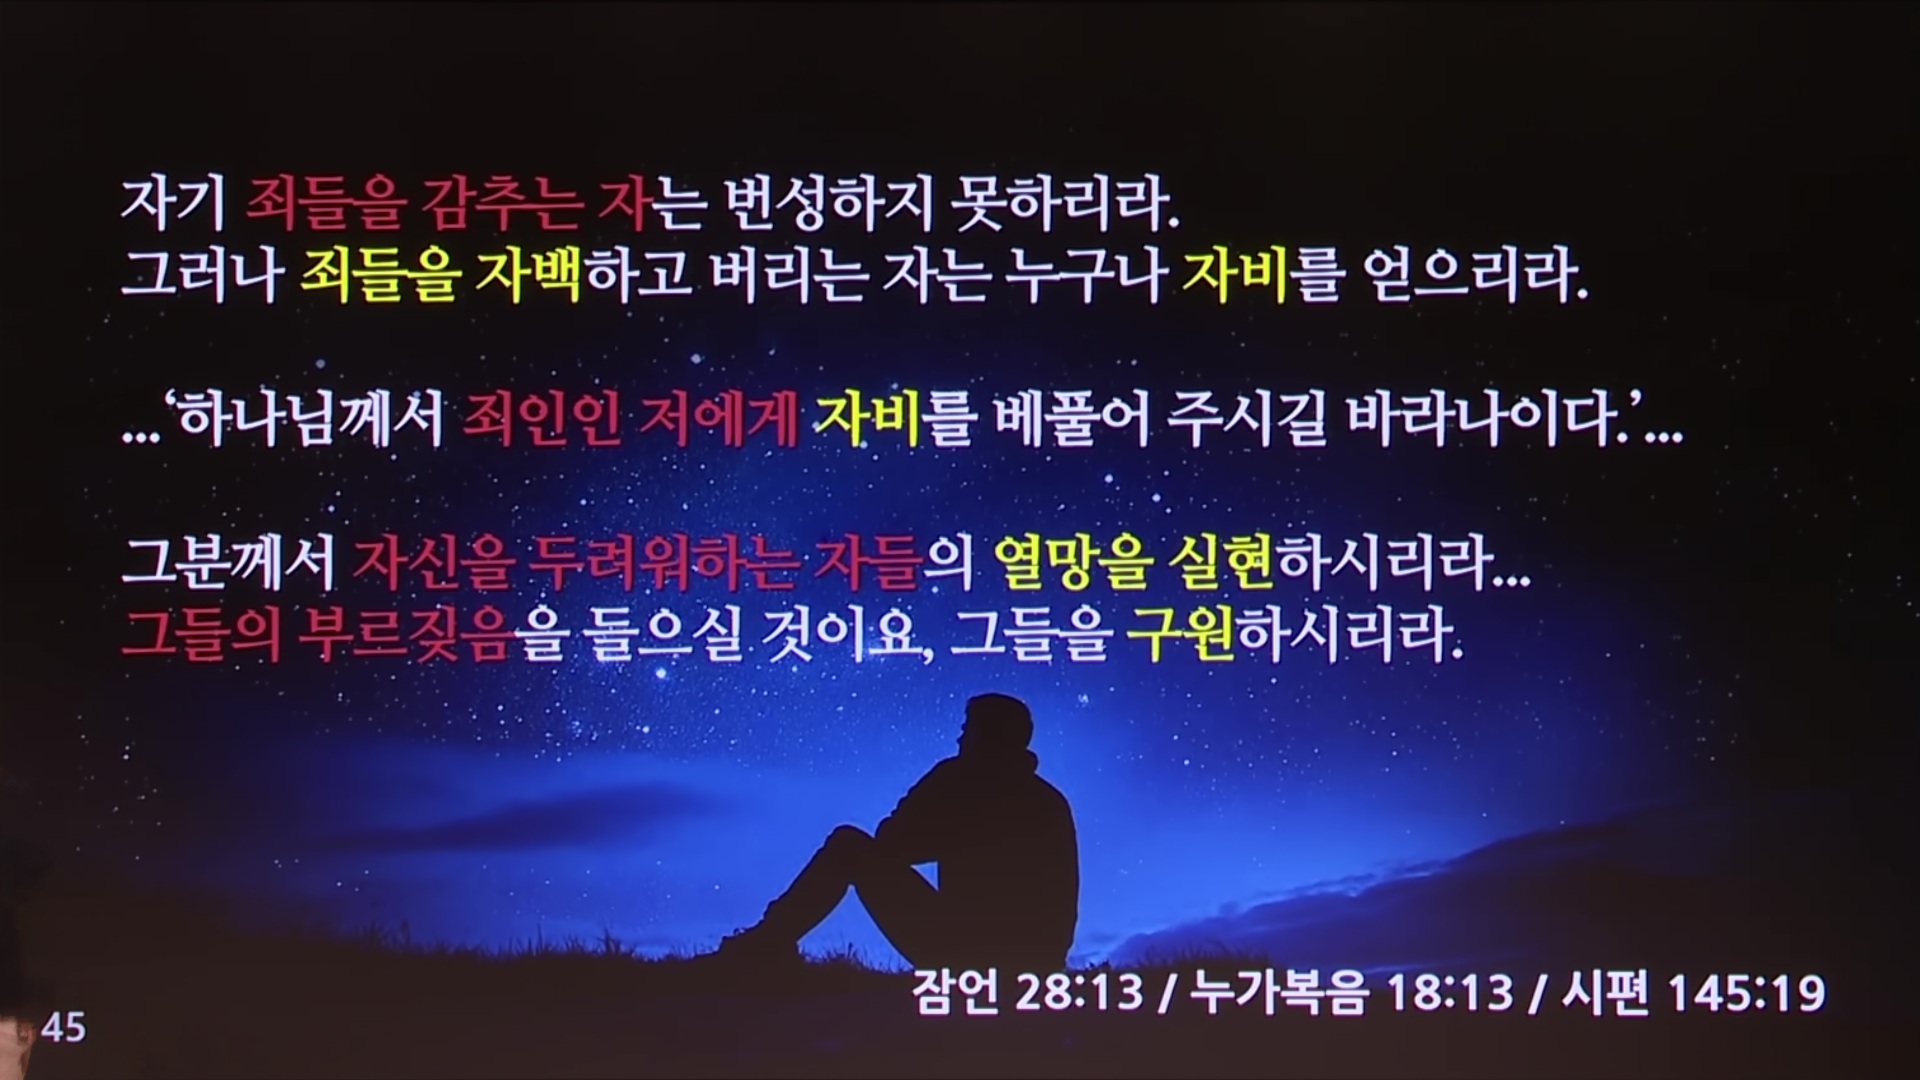 자기 죄들을 감추는 자는 번성하지 못하리라.
그러나 죄들을 자백하고 버리는 자는 누구나 자비를 얻으리라.
...‘하나님께서 죄인인 저에게 자비를 베풀어 주시길 바라나이다.’...
그분께서 자신을 두려워하는 자들의 열망을 실현하시리라...
그들의 부르짖음을 들으실 것이요, 그들을 구원하시리라.
잠언 28:13 / 누가복음 18:13 / 시편 145:19
45